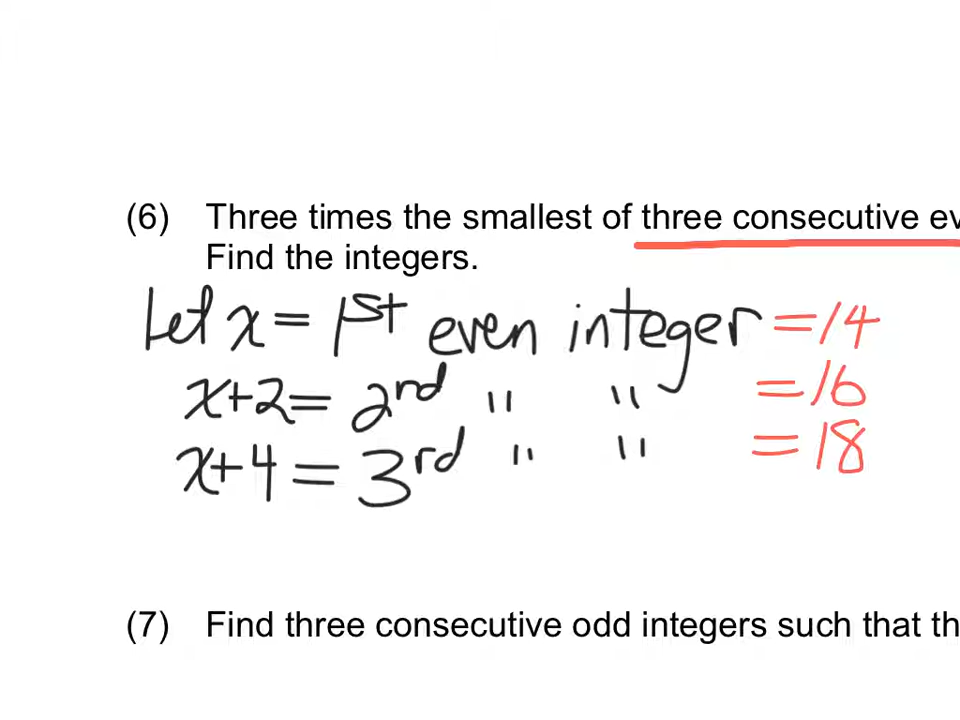 (6) Three times the smallest of three consecutive ev
Find the integers.
Let x = 1st even integer = 14
x+2 = 2nd " " = 16
x+4 = 3rd " " = 18
(7) Find three consecutive odd integers such that th